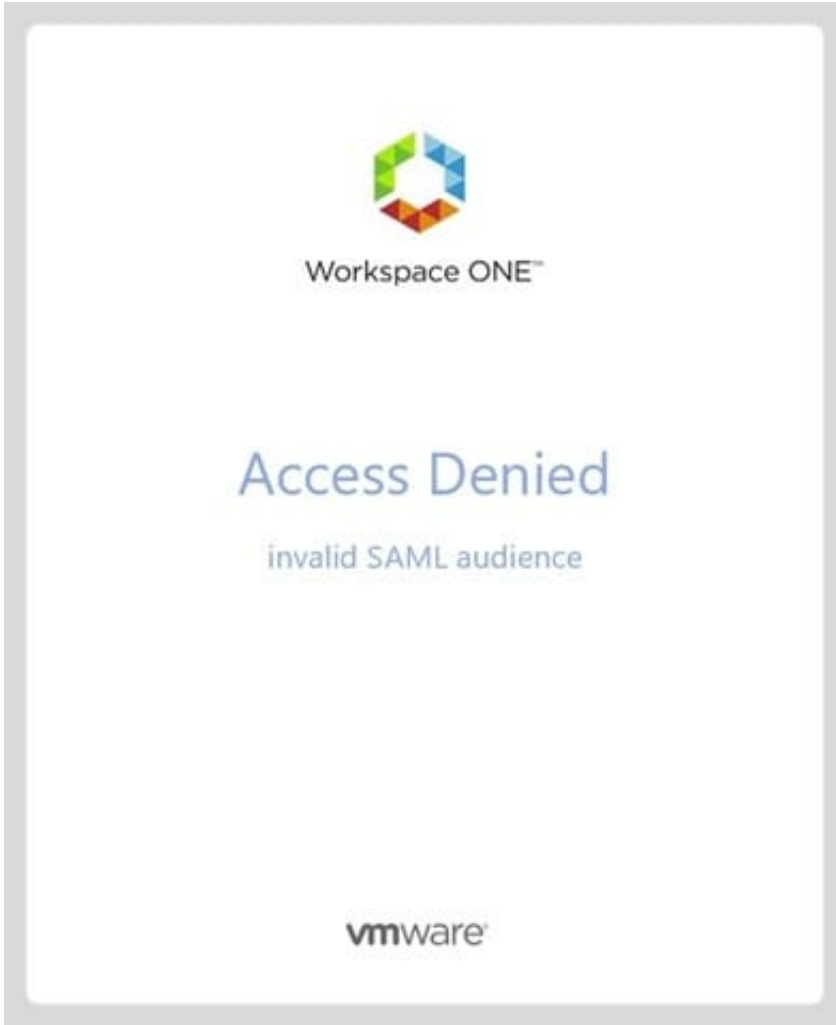 Workspace ONE™
Access Denied
invalid SAML audience
vmware®